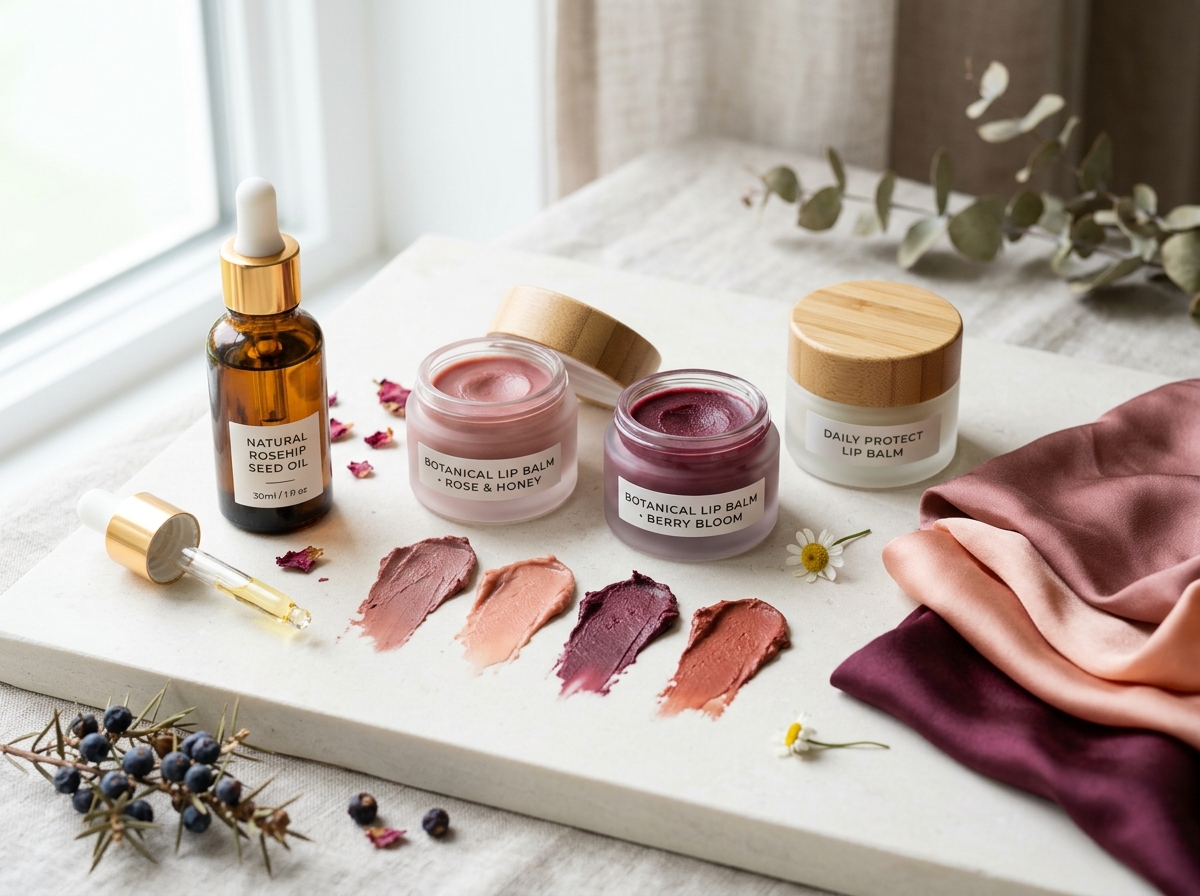 NATURAL
ROSEHIP
SEED OIL
30ml / 1 fl oz
BOTANICAL LIP BALM
• ROSE & HONEY
BOTANICAL LIP BALM
• BERRY BLOOM
DAILY PROTECT
LIP BALM